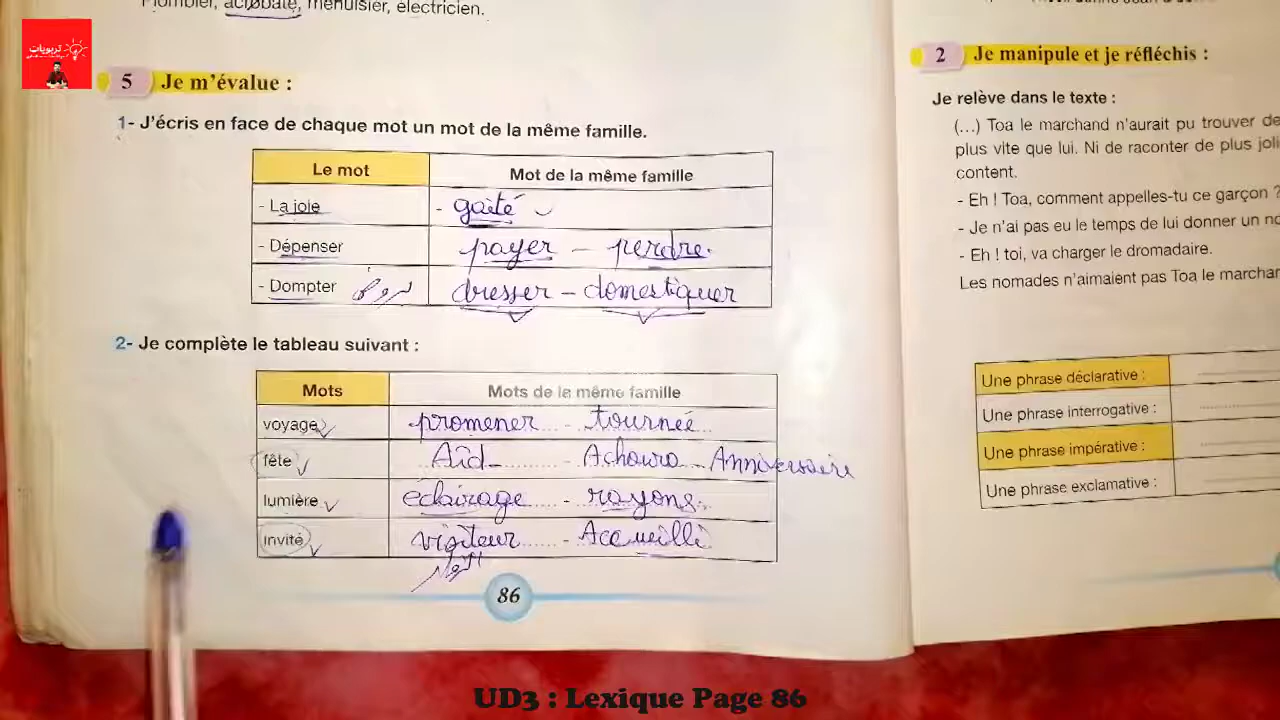 تربويات
Plombier, acrobate, menuisier, électricien.
5 Je m'évalue :
1- J'écris en face de chaque mot un mot de la même famille.
Le mot Mot de la même famille
- La joie - gaité
- Dépenser payer - perdre.
- Dompter dresser - domestiquer
2- Je complète le tableau suivant :
Mots Mots de la même famille
voyage promener - tournée
fête Aïd - Achoura - Anniversaire
lumière eclairage - rayons.
invité visiteur - Accueilli
86
2 Je manipule et je réfléchis :
Je relève dans le texte :
(...) Toa le marchand n'aurait pu trouver de
plus vite que lui. Ni de raconter de plus joli
content.
- Eh ! Toa, comment appelles-tu ce garçon ?
- Je n'ai pas eu le temps de lui donner un no
- Eh ! toi, va charger le dromadaire.
Les nomades n'aimaient pas Toa le marchan
Une phrase déclarative :
Une phrase interrogative :
Une phrase impérative :
Une phrase exclamative :
UD3 : Lexique Page 86